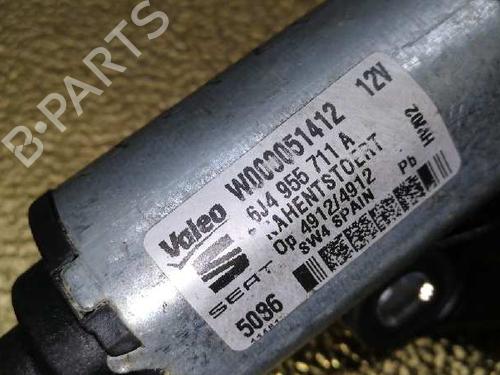 B-PARTS
Valeo
W000051412 12V
6J4 955 711 A
NAHENTSTOERT
Op 4912/4912
SW4 SPAIN
Pb
SEAT
5096